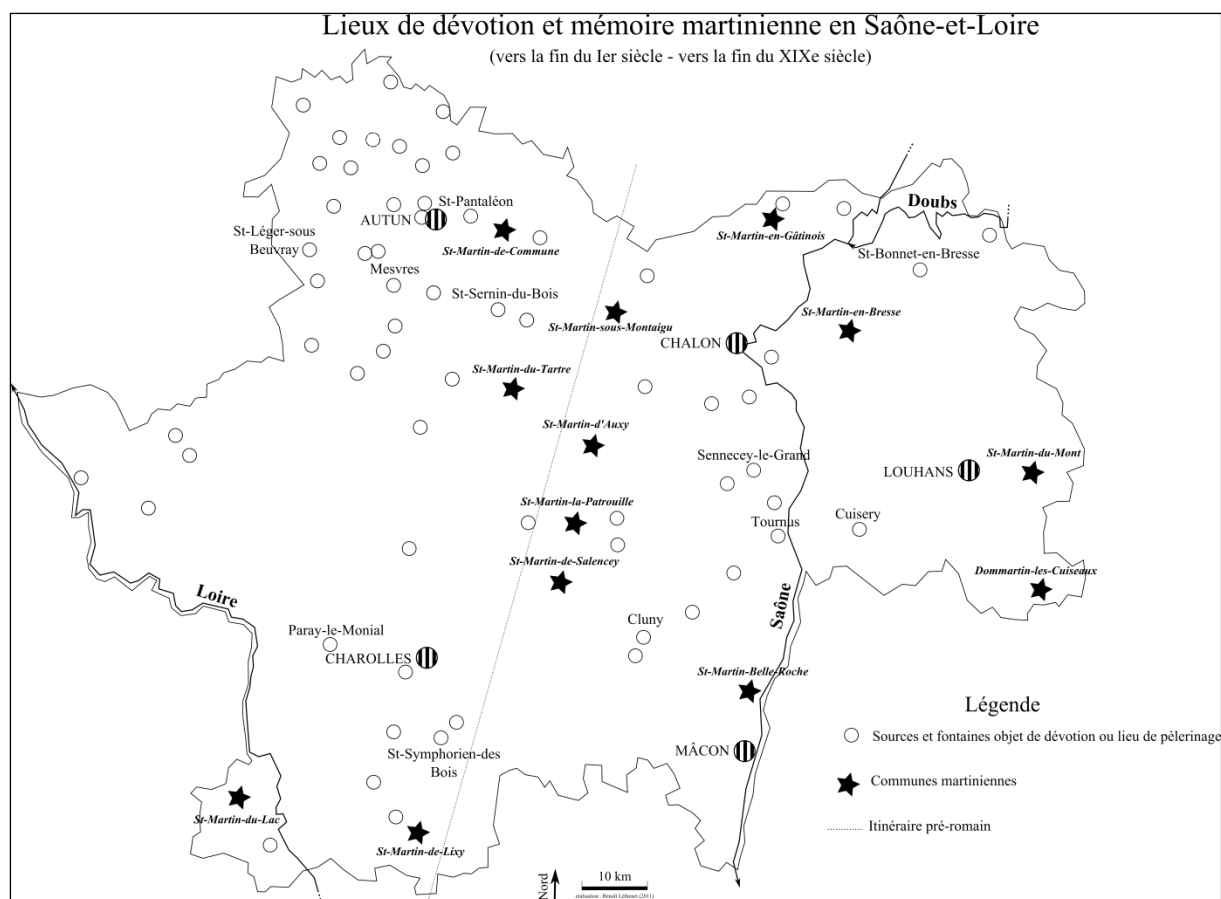 Lieux de dévotion et mémoire martinienne en Saône-et-Loire
(vers la fin du Ier siècle - vers la fin du XIXe siècle)
St-Pantaléon
AUTUN
St-Léger-sous
Beuvray
St-Martin-de-Commune
Mesvres
St-Sernin-du-Bois
St-Martin-en-Gâtinois
Doubs
St-Bonnet-en-Bresse
St-Martin-sous-Montaigu
CHALON
St-Martin-en-Bresse
St-Martin-du-Tartre
St-Martin-d'Auxy
Sennecey-le-Grand
LOUHANS
St-Martin-du-Mont
St-Martin-la-Patrouille
Tournus
Cuisery
St-Martin-de-Salencey
Dommartin-les-Cuiseaux
Loire
Saône
Paray-le-Monial
CHAROLLES
Cluny
St-Martin-Belle-Roche
MÂCON
St-Symphorien-des
Bois
St-Martin-du-Lac
St-Martin-de-Lixy
Légende
Sources et fontaines objet de dévotion ou lieu de pèlerinage
Communes martiniennes
Itinéraire pré-romain
Nord
10 km